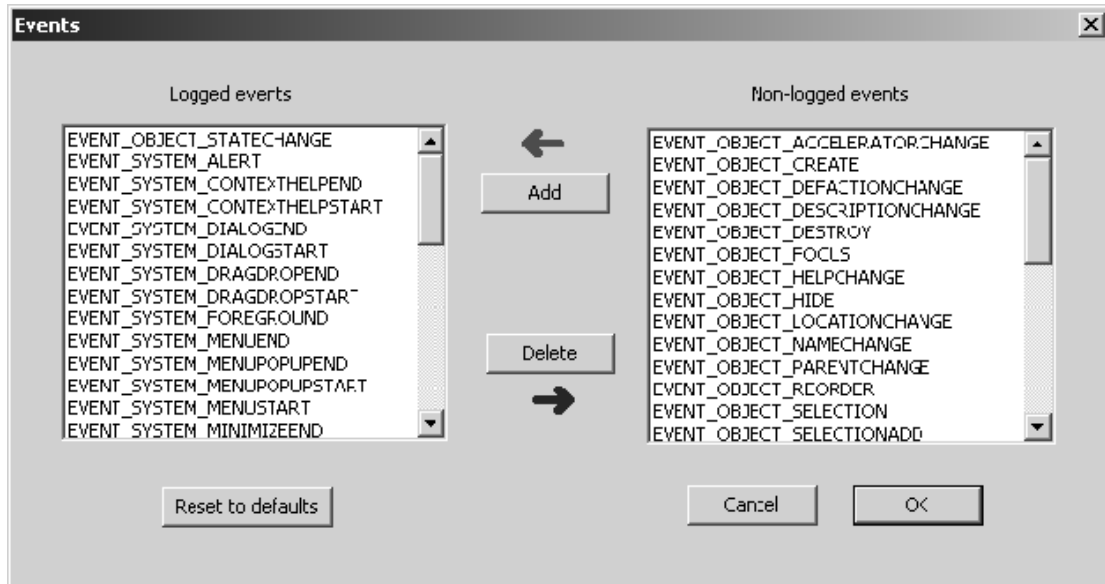 Events
Logged events
EVENT_OBJECT_STATECHANGE
EVENT_SYSTEM_ALERT
EVENT_SYSTEM_CONTEXTHELPEND
EVENT_SYSTEM_CONTEXTHELPSTART
EVENT_SYSTEM_DIALOGEND
EVENT_SYSTEM_DIALOGSTART
EVENT_SYSTEM_DRAGDROPEND
EVENT_SYSTEM_DRAGDROPSTART
EVENT_SYSTEM_FOREGROUND
EVENT_SYSTEM_MENUEND
EVENT_SYSTEM_MENUPOPUPEND
EVENT_SYSTEM_MENUPOPUPSTART
EVENT_SYSTEM_MENUSTART
EVENT_SYSTEM_MINIMIZEEND
Add
Delete
Non-logged events
EVENT_OBJECT_ACCELERATORCHANGE
EVENT_OBJECT_CREATE
EVENT_OBJECT_DEFACTIONCHANGE
EVENT_OBJECT_DESCRIPTIONCHANGE
EVENT_OBJECT_DESTROY
EVENT_OBJECT_FOCUS
EVENT_OBJECT_HELPCHANGE
EVENT_OBJECT_HIDE
EVENT_OBJECT_LOCATIONCHANGE
EVENT_OBJECT_NAMECHANGE
EVENT_OBJECT_PARENTCHANGE
EVENT_OBJECT_REORDER
EVENT_OBJECT_SELECTION
EVENT_OBJECT_SELECTIONADD
Reset to defaults
Cancel
OK